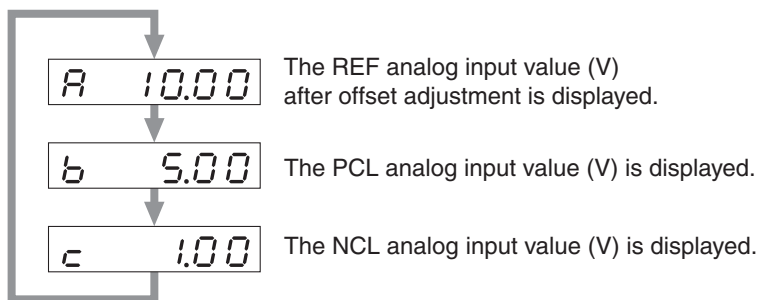 A 10.00
The REF analog input value (V)
after offset adjustment is displayed.
b 5.00
The PCL analog input value (V) is displayed.
c 1.00
The NCL analog input value (V) is displayed.